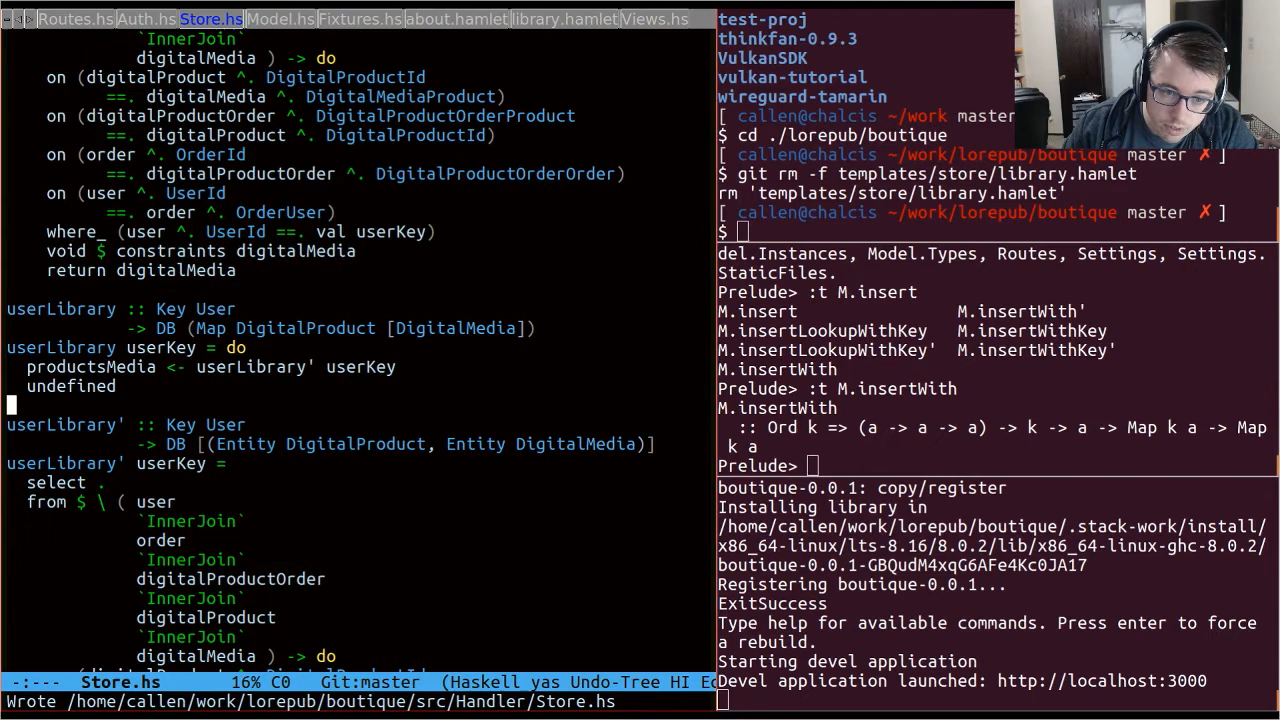 Routes.hs Auth.hs Store.hs Model.hs Fixtures.hs about.hamlet library.hamlet Views.hs
`InnerJoin`
digitalMedia ) -> do
on (digitalProduct ^. DigitalProductId
==. digitalMedia ^. DigitalMediaProduct)
on (digitalProductOrder ^. DigitalProductOrderProduct
==. digitalProduct ^. DigitalProductId)
on (order ^. OrderId
==. digitalProductOrder ^. DigitalProductOrderOrder)
on (user ^. UserId
==. order ^. OrderUser)
where_ (user ^. UserId ==. val userKey)
void $ constraints digitalMedia
return digitalMedia
userLibrary :: Key User
-> DB (Map DigitalProduct [DigitalMedia])
userLibrary userKey = do
productsMedia <- userLibrary' userKey
undefined
userLibrary' :: Key User
-> DB [(Entity DigitalProduct, Entity DigitalMedia)]
userLibrary' userKey =
select .
from $ \ ( user
`InnerJoin`
order
`InnerJoin`
digitalProductOrder
`InnerJoin`
digitalProduct
`InnerJoin`
digitalMedia ) -> do
-:--- Store.hs 16% C0 Git:master (Haskell yas Undo-Tree HI Ed
Wrote /home/callen/work/lorepub/boutique/src/Handler/Store.hs
test-proj
thinkfan-0.9.3
VulkanSDK
vulkan-tutorial
wireguard-tamarin
[ callen@chalcis ~/work master
$ cd ./lorepub/boutique
[ callen@chalcis ~/work/lorepub/boutique master ✗ ]
$ git rm -f templates/store/library.hamlet
rm 'templates/store/library.hamlet'
[ callen@chalcis ~/work/lorepub/boutique master ✗ ]
$
del.Instances, Model.Types, Routes, Settings, Settings.
StaticFiles.
Prelude> :t M.insert
M.insert M.insertWith'
M.insertLookupWithKey M.insertWithKey
M.insertLookupWithKey' M.insertWithKey'
M.insertWith
Prelude> :t M.insertWith
M.insertWith
:: Ord k => (a -> a -> a) -> k -> a -> Map k a -> Map
k a
Prelude>
boutique-0.0.1: copy/register
Installing library in
/home/callen/work/lorepub/boutique/.stack-work/install/
x86_64-linux/lts-8.16/8.0.2/lib/x86_64-linux-ghc-8.0.2/
boutique-0.0.1-GBQudM4xqG6AFe4Kc0JA17
Registering boutique-0.0.1...
ExitSuccess
Type help for available commands. Press enter to force
a rebuild.
Starting devel application
Devel application launched: http://localhost:3000